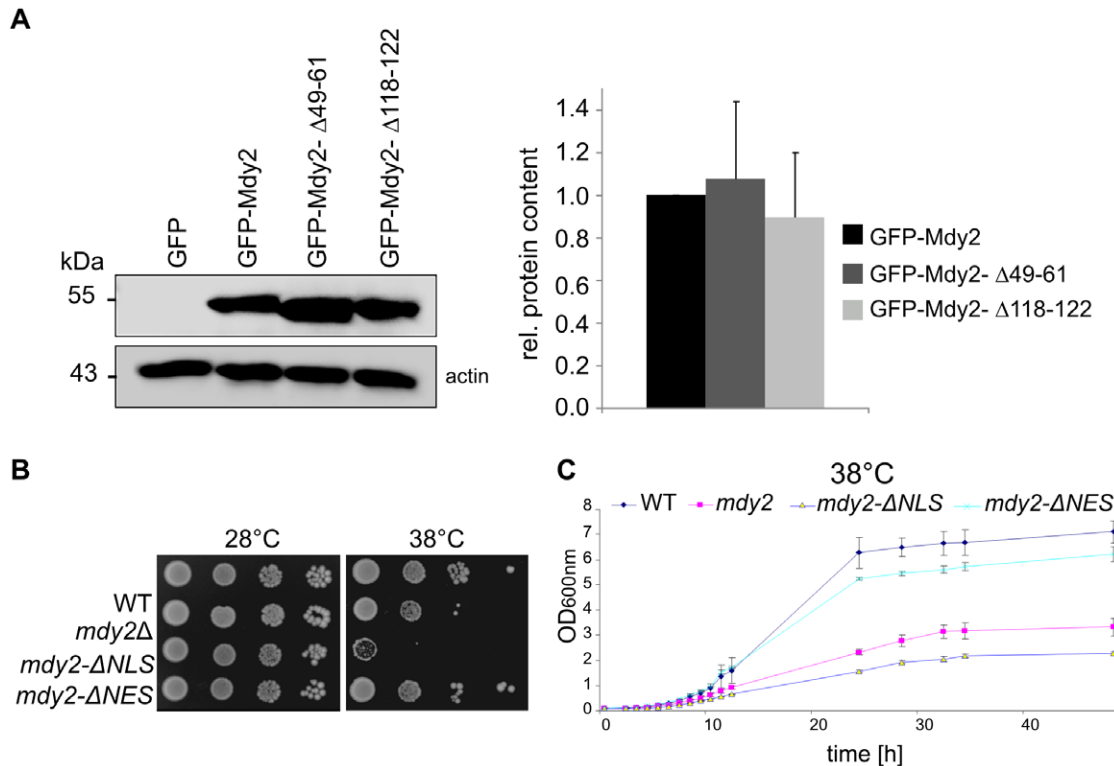 A
GFP
GFP-Mdy2
GFP-Mdy2- Δ49-61
GFP-Mdy2- Δ118-122
kDa
55
43
actin
rel. protein content
1.4
1.2
1.0
0.8
0.6
0.4
0.2
0.0
GFP-Mdy2
GFP-Mdy2- Δ49-61
GFP-Mdy2- Δ118-122
B
28°C 38°C
WT
mdy2Δ
mdy2-ΔNLS
mdy2-ΔNES
C
38°C
WT mdy2 mdy2-ΔNLS mdy2-ΔNES
OD600nm
8
7
6
5
4
3
2
1
0
0 10 20 30 40
time [h]